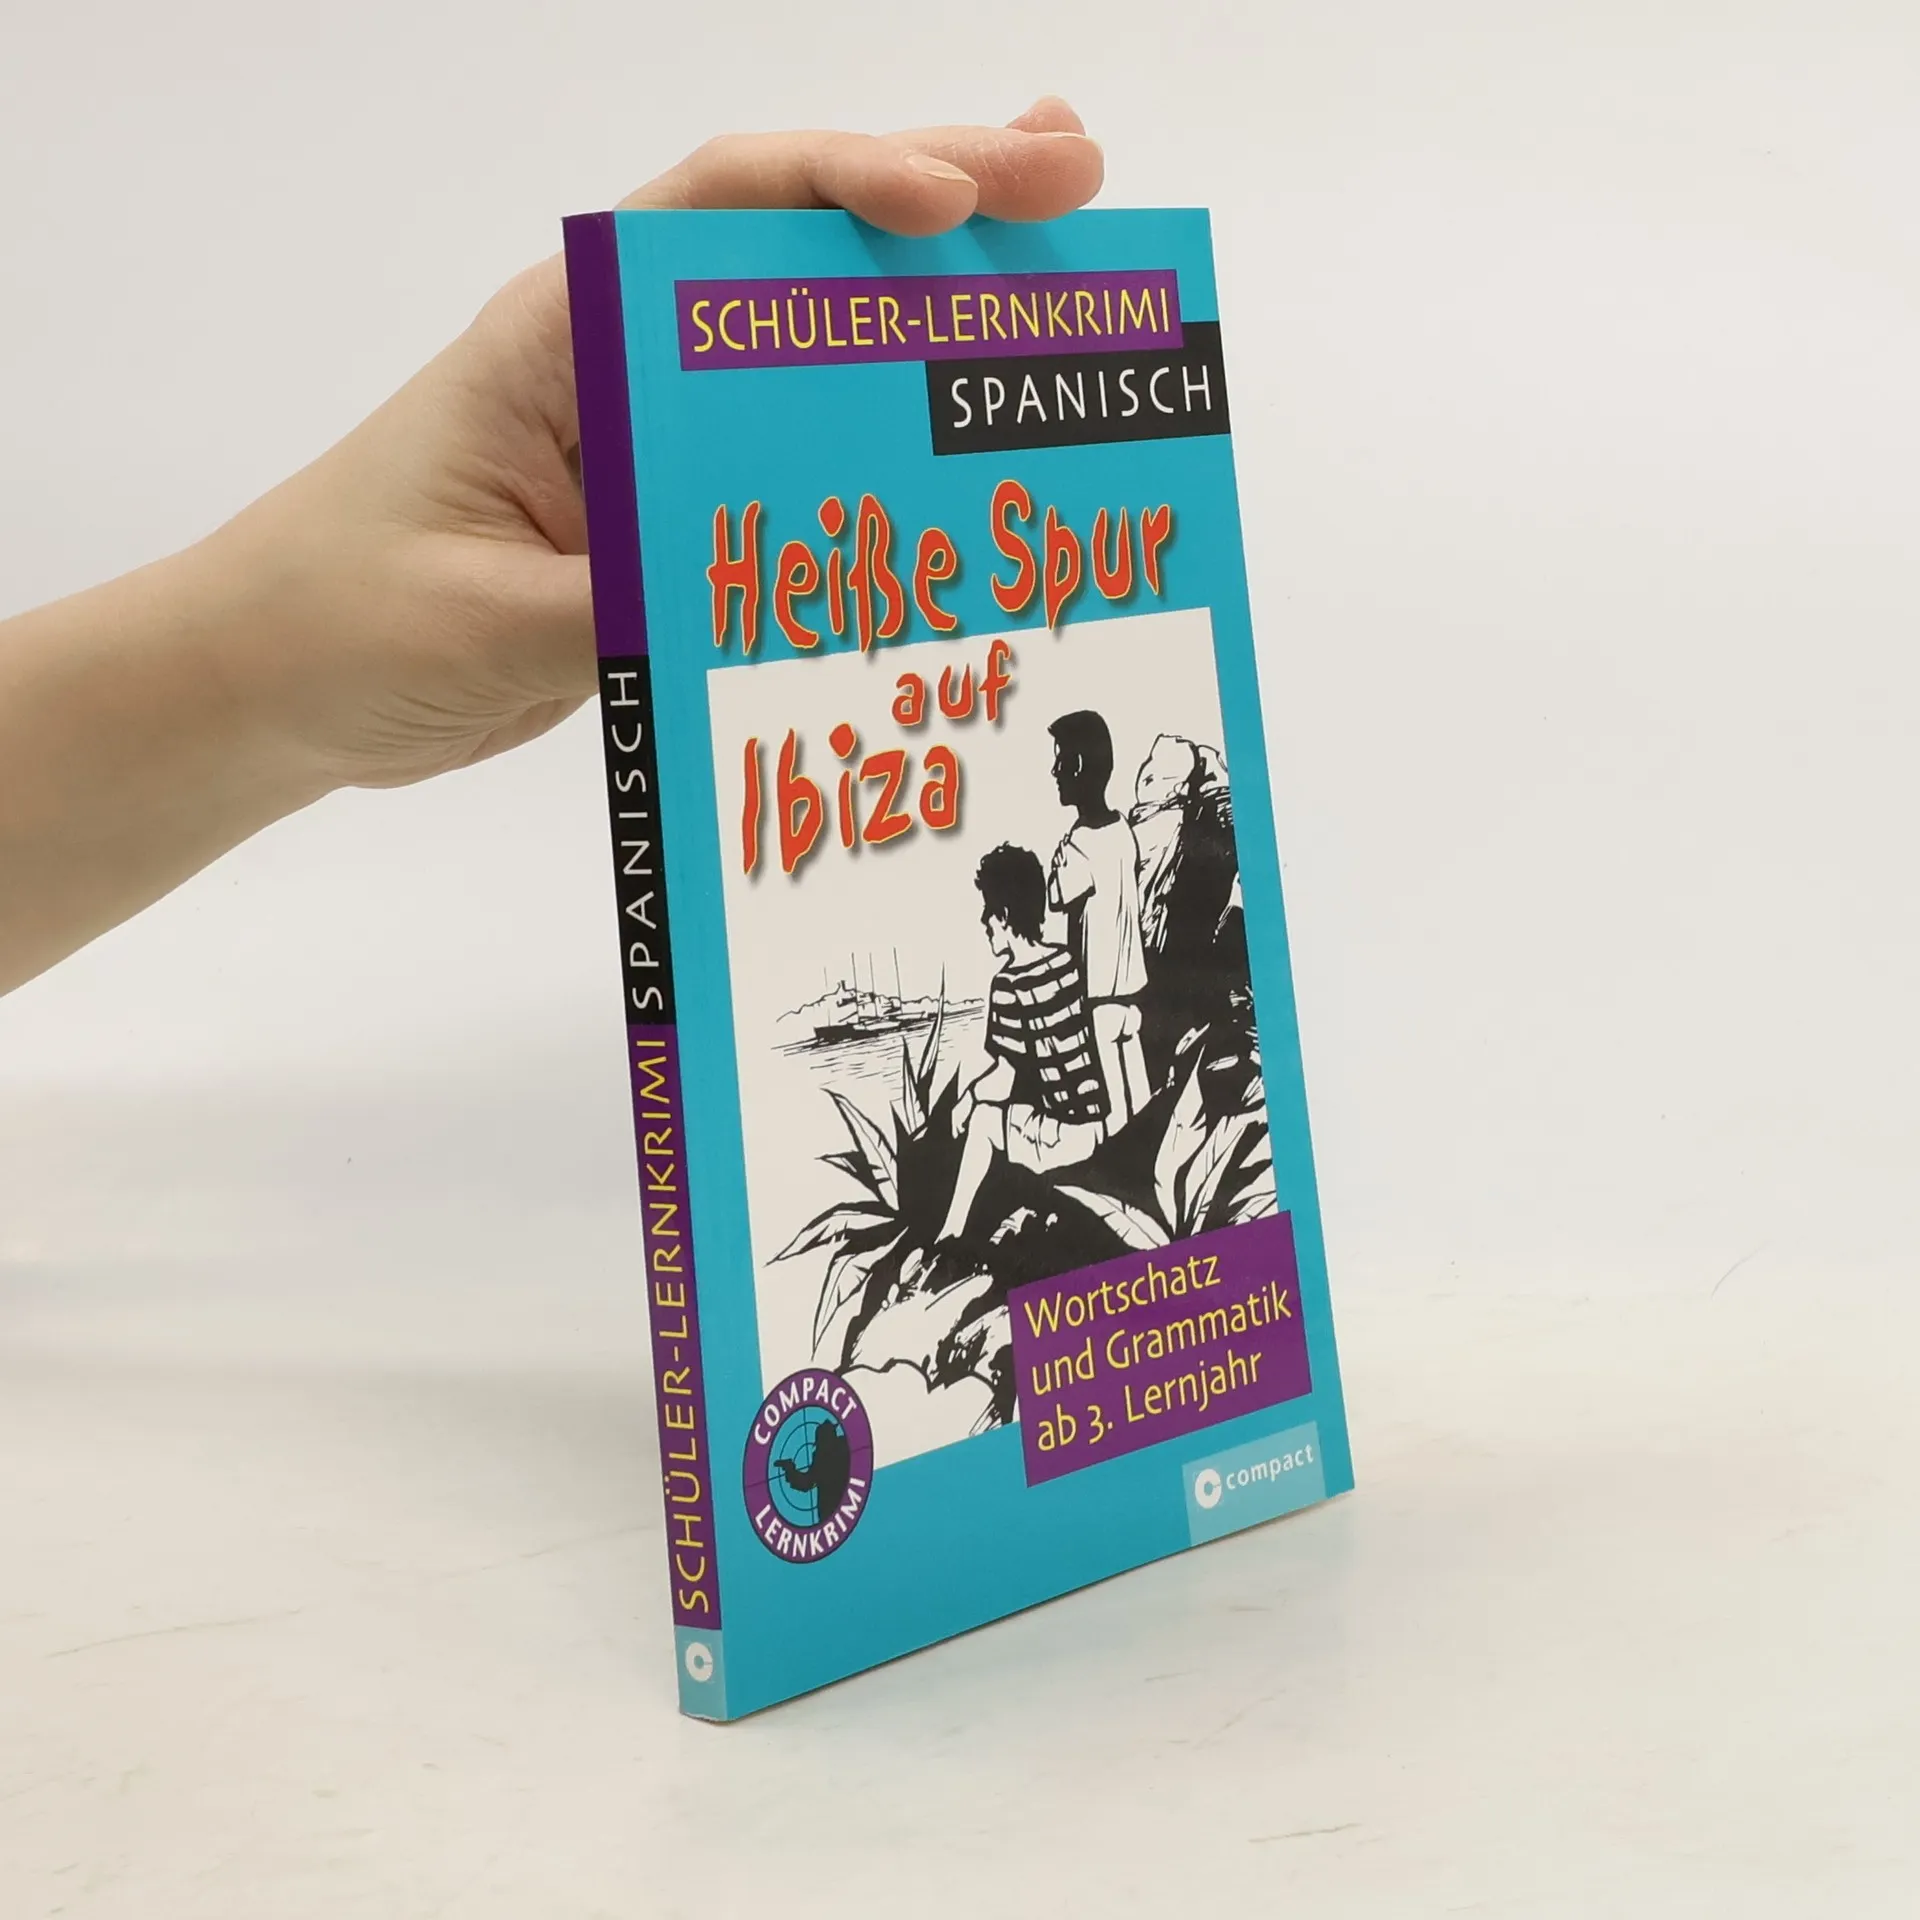 SCHÜLER-LERNKRIMI
SPANISCH
Heiße Spur
auf
Ibiza
Wortschatz
und Grammatik
ab 3. Lernjahr
COMPACT
LERNKRIMI
compact
SCHÜLER-LERNKRIMI SPANISCH